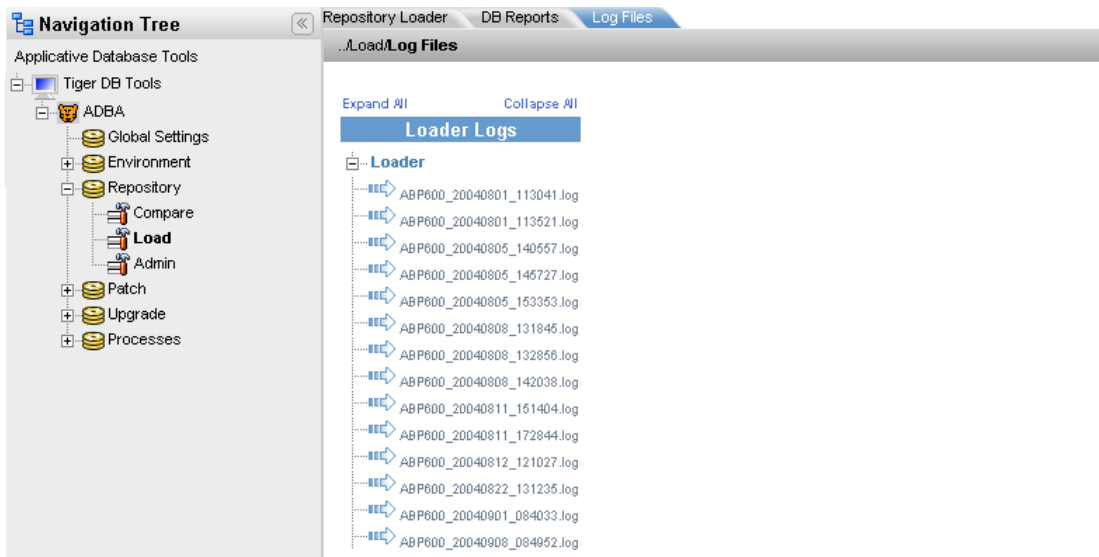 Navigation Tree
Applicative Database Tools
Tiger DB Tools
ADBA
Global Settings
Environment
Repository
Compare
Load
Admin
Patch
Upgrade
Processes
Repository Loader DB Reports Log Files
../Load/Log Files
Expand All Collapse All
Loader Logs
Loader
ABP600_20040801_113041.log
ABP600_20040801_113521.log
ABP600_20040805_140557.log
ABP600_20040805_145727.log
ABP600_20040805_153353.log
ABP600_20040808_131845.log
ABP600_20040808_132856.log
ABP600_20040808_142038.log
ABP600_20040811_151404.log
ABP600_20040811_172844.log
ABP600_20040812_121027.log
ABP600_20040822_131235.log
ABP600_20040901_084033.log
ABP600_20040908_084952.log